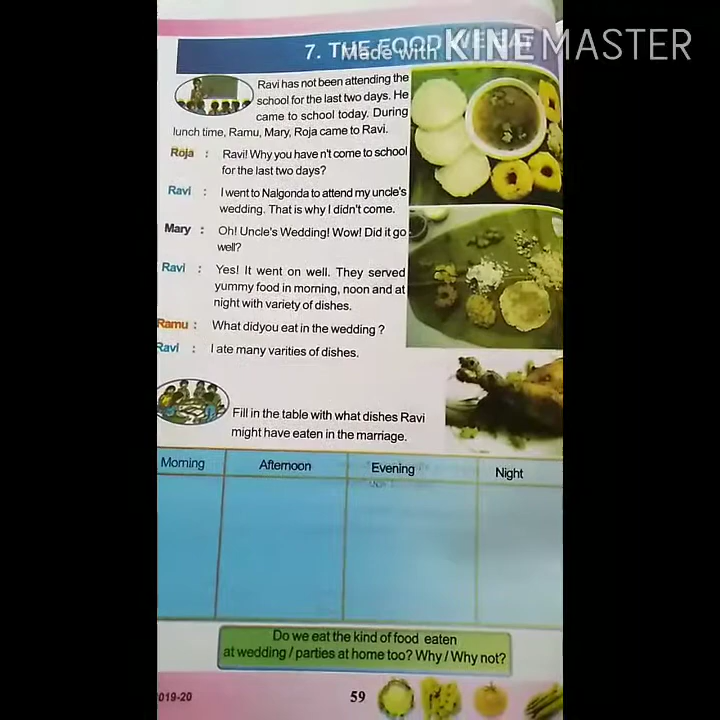 7. THE FOOD WE EAT
Made with KINEMASTER
Ravi has not been attending the
school for the last two days. He
came to school today. During
lunch time, Ramu, Mary, Roja came to Ravi.
Roja : Ravi! Why you have n't come to school
for the last two days?
Ravi : I went to Nalgonda to attend my uncle's
wedding. That is why I didn't come.
Mary : Oh! Uncle's Wedding! Wow! Did it go
well?
Ravi : Yes! It went on well. They served
yummy food in morning, noon and at
night with variety of dishes.
Ramu : What didyou eat in the wedding ?
Ravi : I ate many varities of dishes.
Fill in the table with what dishes Ravi
might have eaten in the marriage.
Morning Afternoon Evening Night
Do we eat the kind of food eaten
at wedding / parties at home too? Why / Why not?
2019-20 59